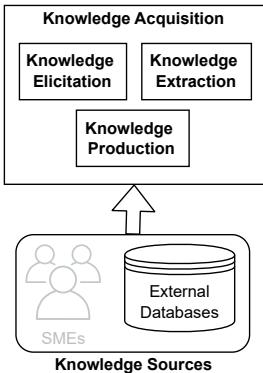 Knowledge Acquisition
Knowledge
Elicitation
Knowledge
Extraction
Knowledge
Production
SMEs
External
Databases
Knowledge Sources